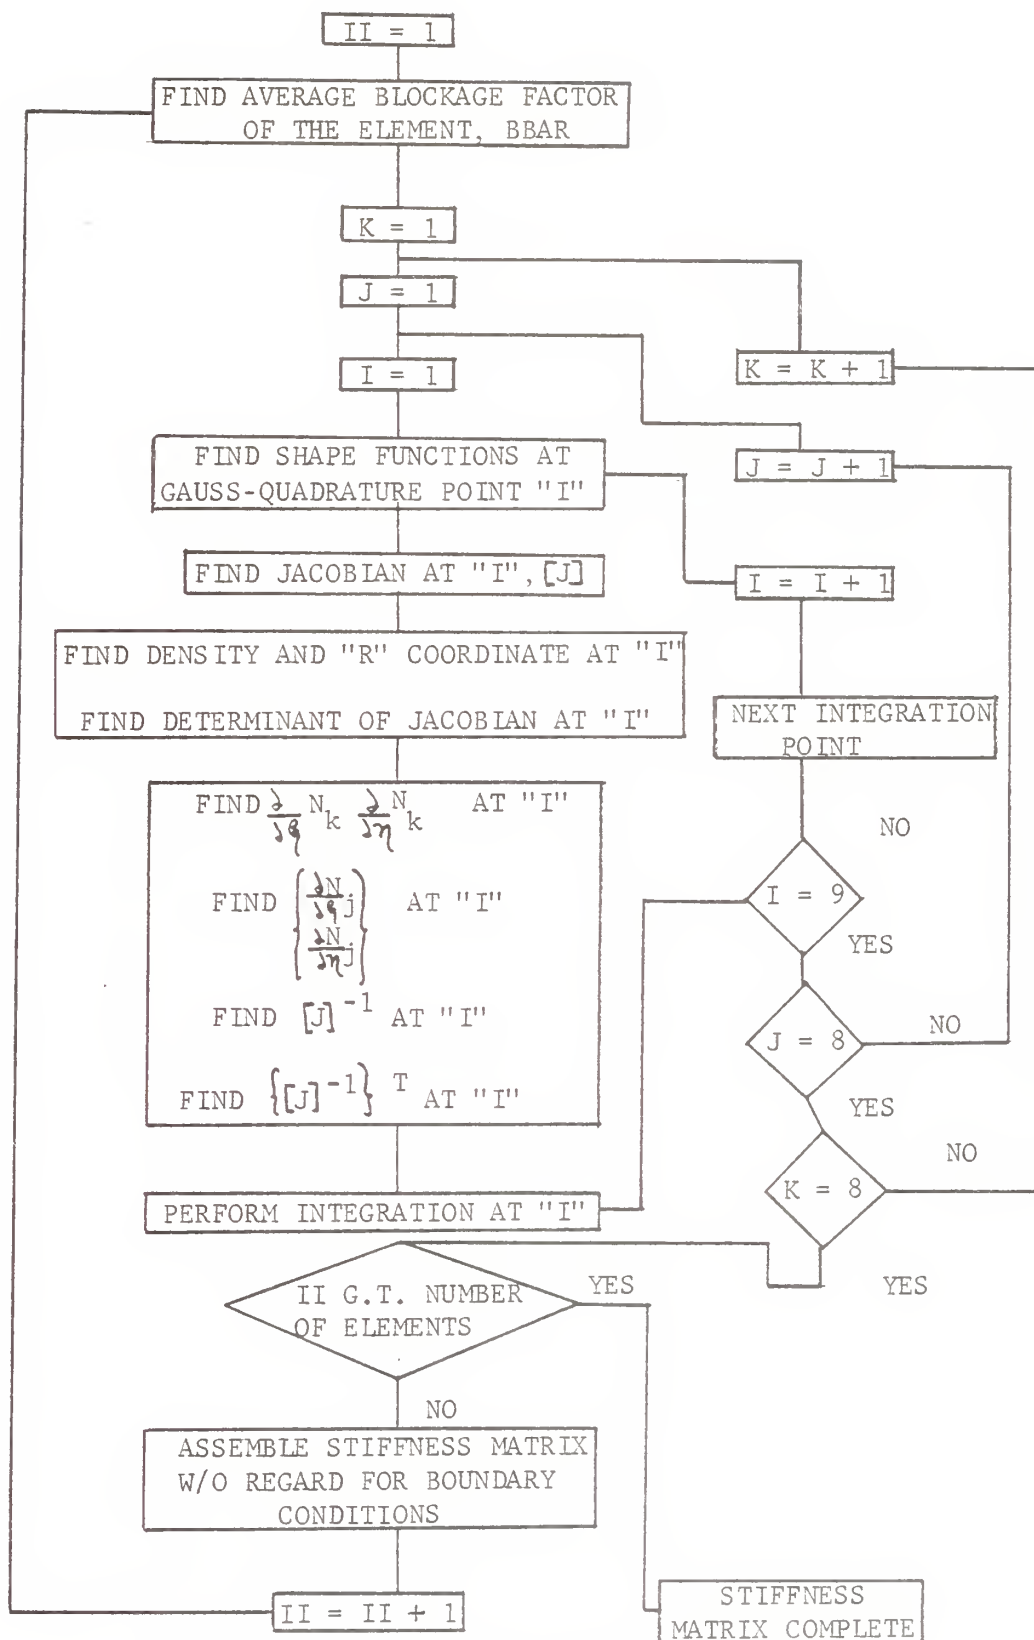 II = 1
FIND AVERAGE BLOCKAGE FACTOR
OF THE ELEMENT, BBAR
K = 1
J = 1
I = 1
K = K + 1
FIND SHAPE FUNCTIONS AT
GAUSS-QUADRATURE POINT "I"
J = J + 1
FIND JACOBIAN AT "I", [J]
I = I + 1
FIND DENSITY AND "R" COORDINATE AT "I"
FIND DETERMINANT OF JACOBIAN AT "I"
NEXT INTEGRATION
POINT
FIND ∂/∂ξ N_k ∂/∂η N_k AT "I"
NO
I = 9
YES
FIND {∂N/∂ξ j
∂N/∂η j} AT "I"
FIND [J]^-1 AT "I"
J = 8
NO
YES
FIND {[J]^-1}^T AT "I"
NO
K = 8
PERFORM INTEGRATION AT "I"
YES
II G.T. NUMBER
OF ELEMENTS
YES
NO
ASSEMBLE STIFFNESS MATRIX
W/O REGARD FOR BOUNDARY
CONDITIONS
II = II + 1
STIFFNESS
MATRIX COMPLETE